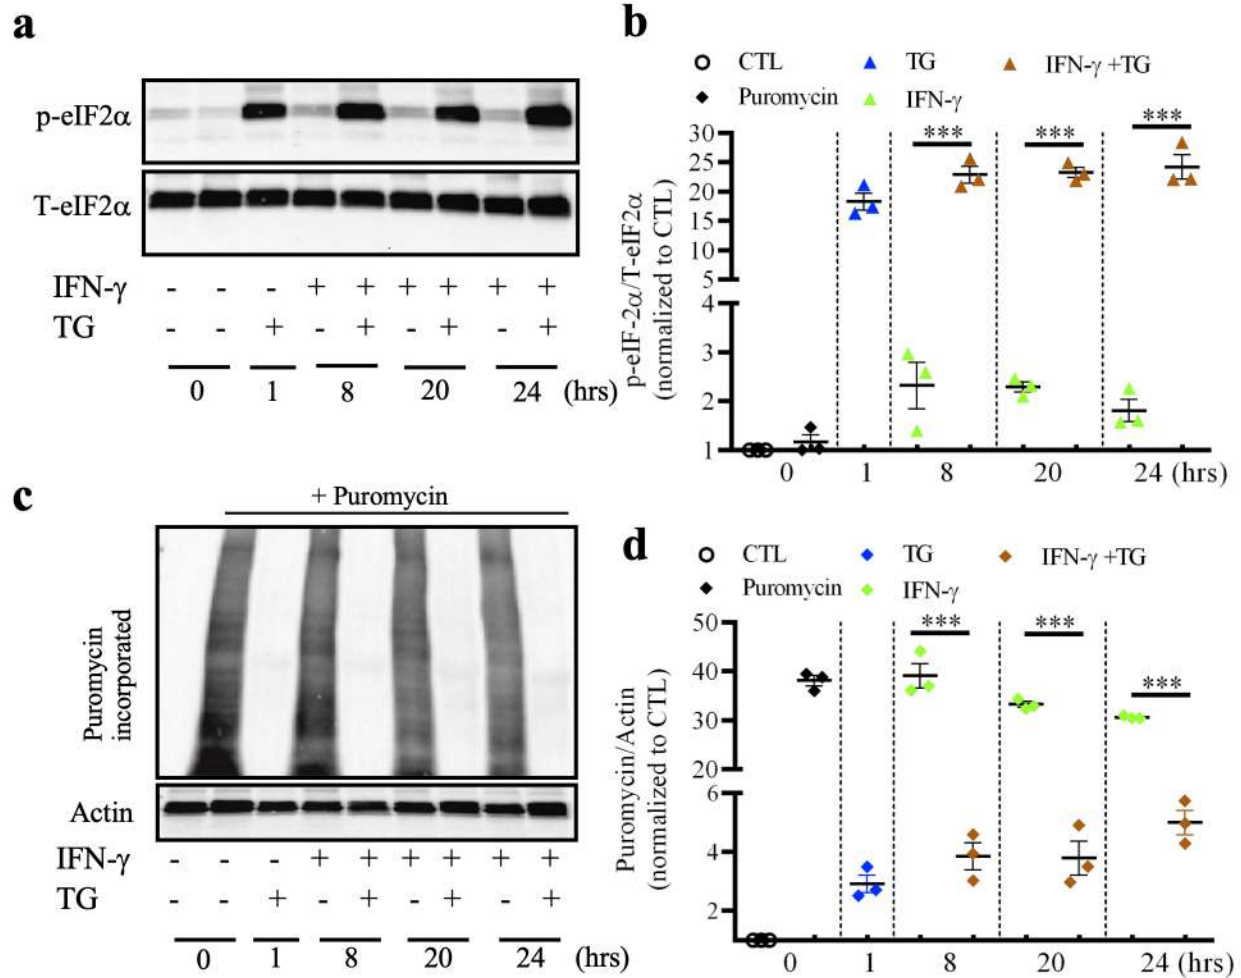 a
p-eIF2α
T-eIF2α
IFN-γ - - - + + + + + +
TG - - + - + - + - +
0 1 8 20 24 (hrs)
b
CTL TG IFN-γ +TG
Puromycin IFN-γ
p-eIF-2α/T-eIF2α
(normalized to CTL)
30
25
20
15
10
5
4
3
2
1
*** *** ***
0 1 8 20 24 (hrs)
c
+ Puromycin
Puromycin
incorporated
Actin
IFN-γ - - - + + + + + +
TG - - + - + - + - +
0 1 8 20 24 (hrs)
d
CTL TG IFN-γ +TG
Puromycin IFN-γ
Puromycin/Actin
(normalized to CTL)
50
40
30
20
6
4
2
*** *** ***
0 1 8 20 24 (hrs)